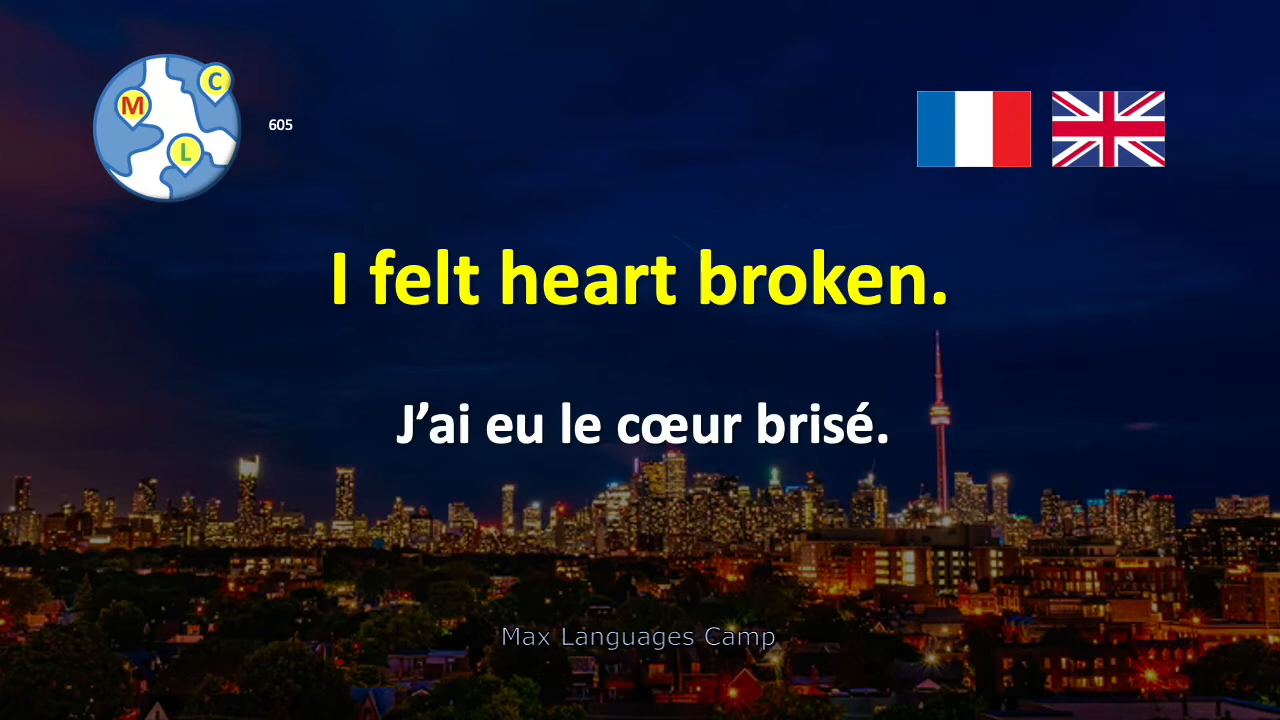 M
C
L
605
I felt heart broken.
J’ai eu le cœur brisé.
Max Languages Camp